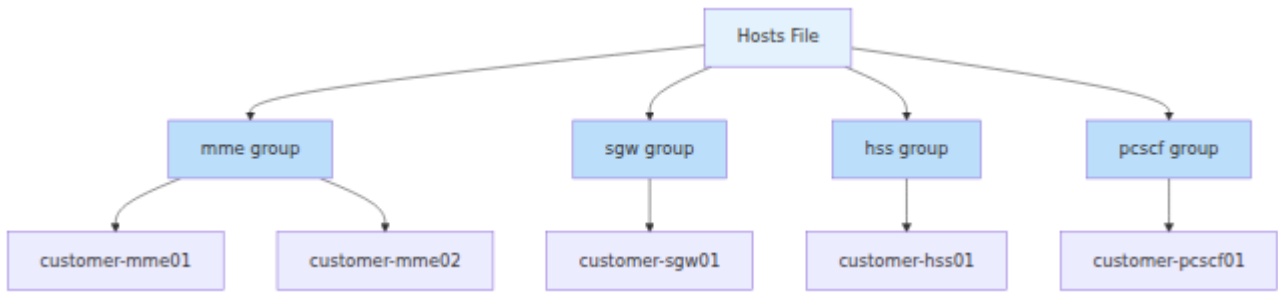 Hosts File
mme group
sgw group
hss group
pcscf group
customer-mme01
customer-mme02
customer-sgw01
customer-hss01
customer-pcscf01